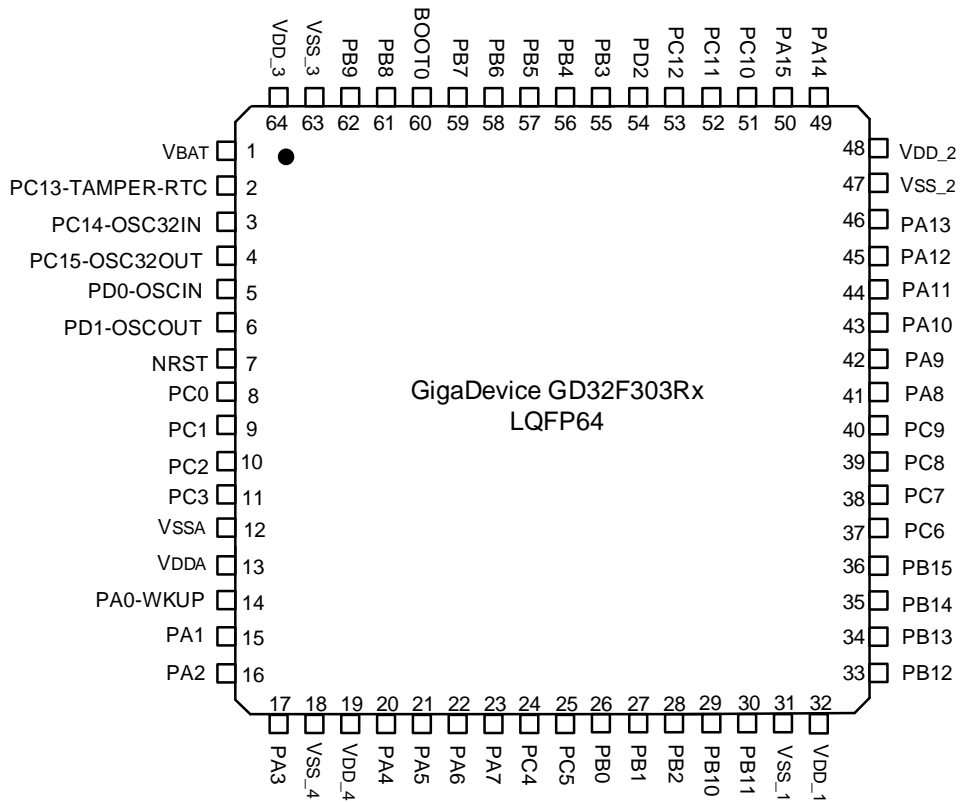 VDD_3
VSS_3
PB9
PB8
BOOT0
PB7
PB6
PB5
PB4
PB3
PD2
PC12
PC11
PC10
PA15
PA14
64
63
62
61
60
59
58
57
56
55
54
53
52
51
50
49
VBAT 1
PC13-TAMPER-RTC 2
PC14-OSC32IN 3
PC15-OSC32OUT 4
PD0-OSCIN 5
PD1-OSCOUT 6
NRST 7
PC0 8
PC1 9
PC2 10
PC3 11
VSSA 12
VDDA 13
PA0-WKUP 14
PA1 15
PA2 16
GigaDevice GD32F303Rx
LQFP64
48 VDD_2
47 VSS_2
46 PA13
45 PA12
44 PA11
43 PA10
42 PA9
41 PA8
40 PC9
39 PC8
38 PC7
37 PC6
36 PB15
35 PB14
34 PB13
33 PB12
17
18
19
20
21
22
23
24
25
26
27
28
29
30
31
32
PA3
VSS_4
VDD_4
PA4
PA5
PA6
PA7
PC4
PC5
PB0
PB1
PB2
PB10
PB11
VSS_1
VDD_1